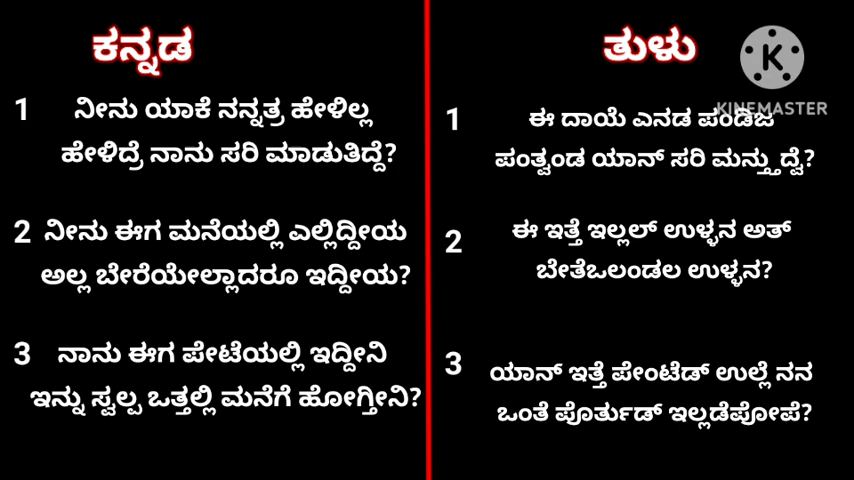 ಕನ್ನಡ
1 ನೀನು ಯಾಕೆ ನನ್ನತ್ರ ಹೇಳಿಲ್ಲ
ಹೇಳಿದ್ರೆ ನಾನು ಸರಿ ಮಾಡುತಿದ್ದೆ?
2 ನೀನು ಈಗ ಮನೆಯಲ್ಲಿ ಎಲ್ಲಿದ್ದೀಯ
ಅಲ್ಲ ಬೇರೆಯೇಲ್ಲಾದರೂ ಇದ್ದೀಯ?
3 ನಾನು ಈಗ ಪೇಟೆಯಲ್ಲಿ ಇದ್ದೀನಿ
ಇನ್ನು ಸ್ವಲ್ಪ ಒತ್ತಲ್ಲಿ ಮನೆಗೆ ಹೋಗ್ತೀನಿ?
ತುಳು
K
KINEMASTER
1 ಈ ದಾಯೆ ಎನಡ ಪಂಡಿಜ
ಪಂತ್ವಂಡ ಯಾನ್ ಸರಿ ಮನ್ತ್ತುದ್ವೆ?
2 ಈ ಇತ್ತೆ ಇಲ್ಲಲ್ ಉಳ್ಳನ ಅತ್
ಬೇತೆಒಲಂಡಲ ಉಳ್ಳನ?
3 ಯಾನ್ ಇತ್ತೆ ಪೇಂಟೆಡ್ ಉಲ್ಲೆ ನನ
ಒಂತೆ ಪೊರ್ತುಡ್ ಇಲ್ಲಡೆಪೋಪೆ?